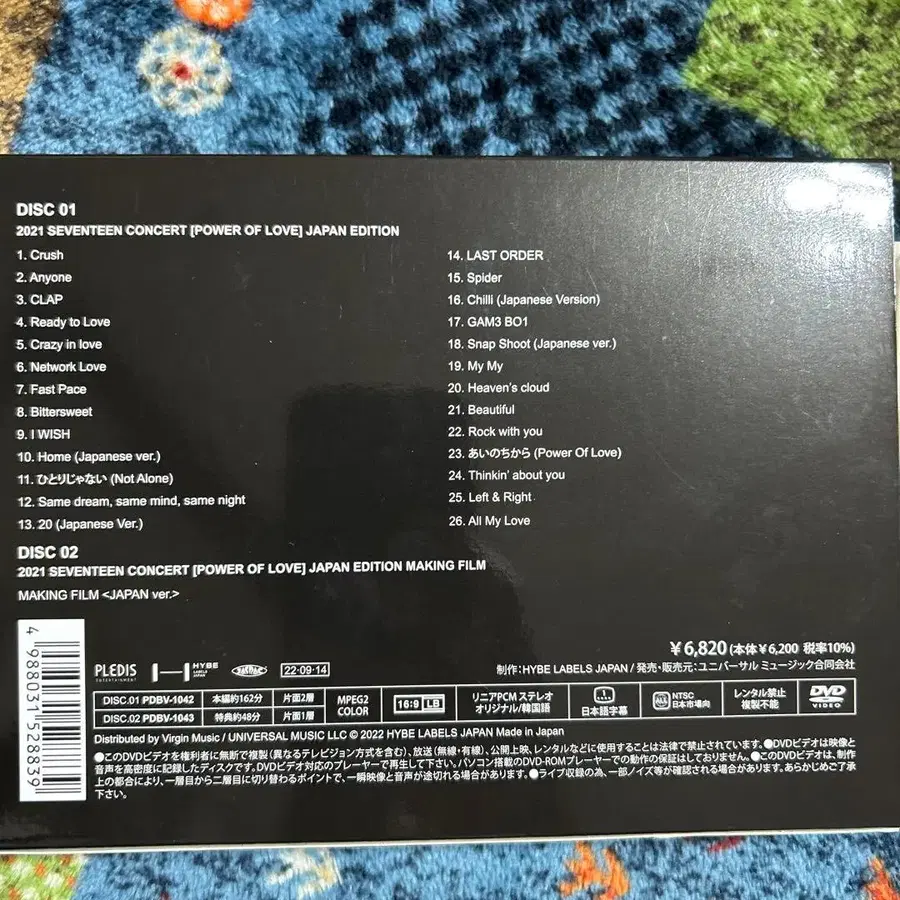 DISC 01
2021 SEVENTEEN CONCERT [POWER OF LOVE] JAPAN EDITION
1. Crush
2. Anyone
3. CLAP
4. Ready to Love
5. Crazy in love
6. Network Love
7. Fast Pace
8. Bittersweet
9. I WISH
10. Home (Japanese ver.)
11. ひとりじゃない (Not Alone)
12. Same dream, same mind, same night
13. 20 (Japanese Ver.)
14. LAST ORDER
15. Spider
16. Chilli (Japanese Version)
17. GAM3 BO1
18. Snap Shoot (Japanese ver.)
19. My My
20. Heaven's cloud
21. Beautiful
22. Rock with you
23. あいのちから (Power Of Love)
24. Thinkin' about you
25. Left & Right
26. All My Love
DISC 02
2021 SEVENTEEN CONCERT [POWER OF LOVE] JAPAN EDITION MAKING FILM
MAKING FILM <JAPAN ver.>
4 988031 528839
PLEDIS
ENTERTAINMENT
HYBE
LABELS
JAPAN
JASRAC
22·09·14
¥6,820(本体¥6,200 税率10%)
制作:HYBE LABELS JAPAN / 発売・販売元:ユニバーサル ミュージック合同会社
DISC.01 PDBV-1042 本編約162分 片面2層
DISC.02 PDBV-1043 特典約48分 片面1層
MPEG2
COLOR
16:9 LB
リニアPCM ステレオ
オリジナル/韓国語
1
日本語字幕
2
NTSC
日本市場向
レンタル禁止
複製不能
DVD
VIDEO
Distributed by Virgin Music / UNIVERSAL MUSIC LLC © 2022 HYBE LABELS JAPAN Made in Japan
●このDVDビデオを権利者に無断で複製(異なるテレビジョン方式を含む)、放送(無線・有線)、公開上映、レンタルなどに使用することは法律で禁止されています。●DVDビデオは映像と
音声を高密度に記録したディスクです。DVDビデオ対応のプレーヤーで再生して下さい。パソコン搭載のDVD-ROMプレーヤーでの動作の保証はしておりません。●このDVDビデオは、制作
上の都合により、一層目から二層目に切り替わるポイントで、一瞬映像と音声が途切れる場合があります。●ライブ収録の為、一部ノイズ等が確認される場合があります。あらかじめご了承
下さい。